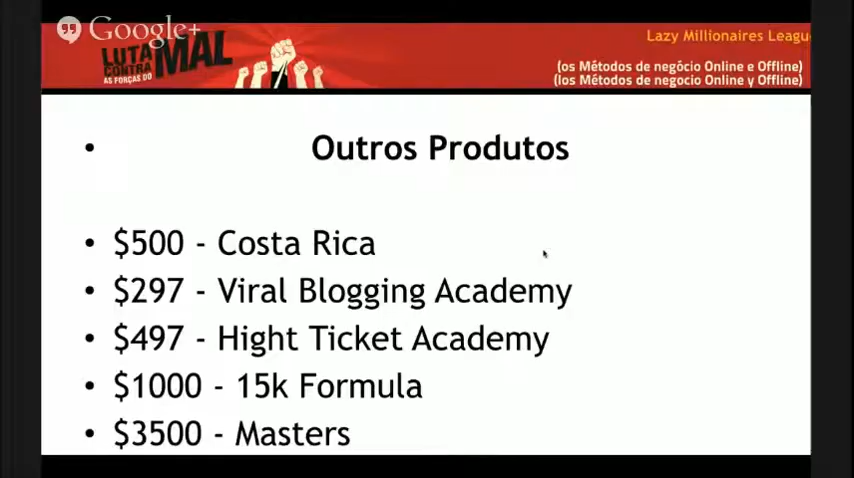 Google+
Lazy Millionaires Leagu
LUTA
CONTRA
AS FORÇAS DO
MAL
(os Métodos de negócio Online e Offline)
(los Métodos de negocio Online y Offline)
• Outros Produtos
• $500 - Costa Rica
• $297 - Viral Blogging Academy
• $497 - Hight Ticket Academy
• $1000 - 15k Formula
• $3500 - Masters